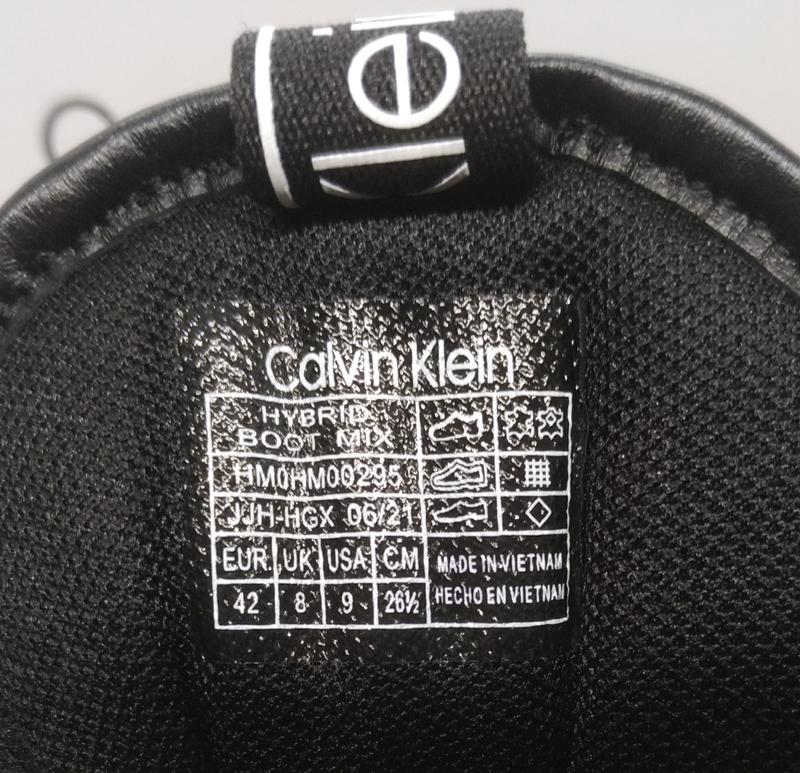 Calvin Klein
HYBRID
BOOT MIX
HM0HM00295
JJH-HGX 06/21
EUR UK USA CM
42 8 9 26½
MADE IN VIETNAM
HECHO EN VIETNAM